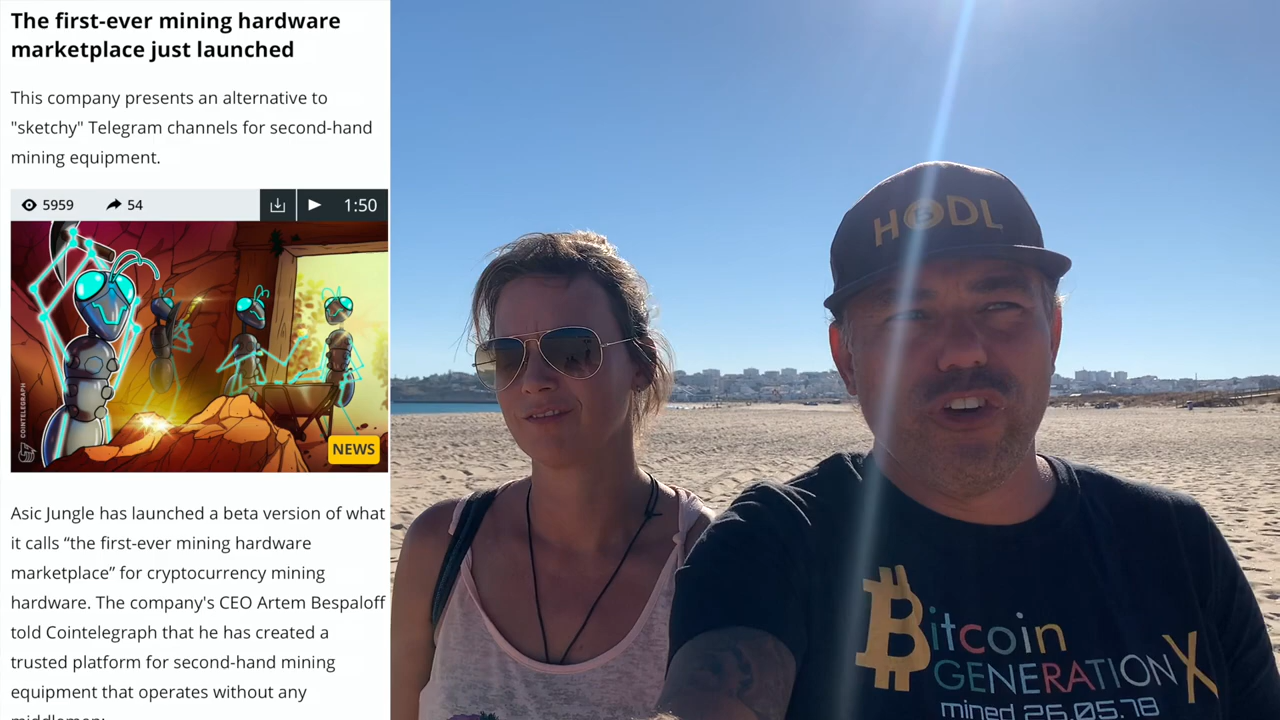 The first-ever mining hardware
marketplace just launched
This company presents an alternative to
"sketchy" Telegram channels for second-hand
mining equipment.
5959 54 1:50
COINTELEGRAPH
NEWS
Asic Jungle has launched a beta version of what
it calls “the first-ever mining hardware
marketplace” for cryptocurrency mining
hardware. The company's CEO Artem Bespaloff
told Cointelegraph that he has created a
trusted platform for second-hand mining
equipment that operates without any
middlemen:
HODL
Bitcoin
GENERATION X
mined 26.05.78